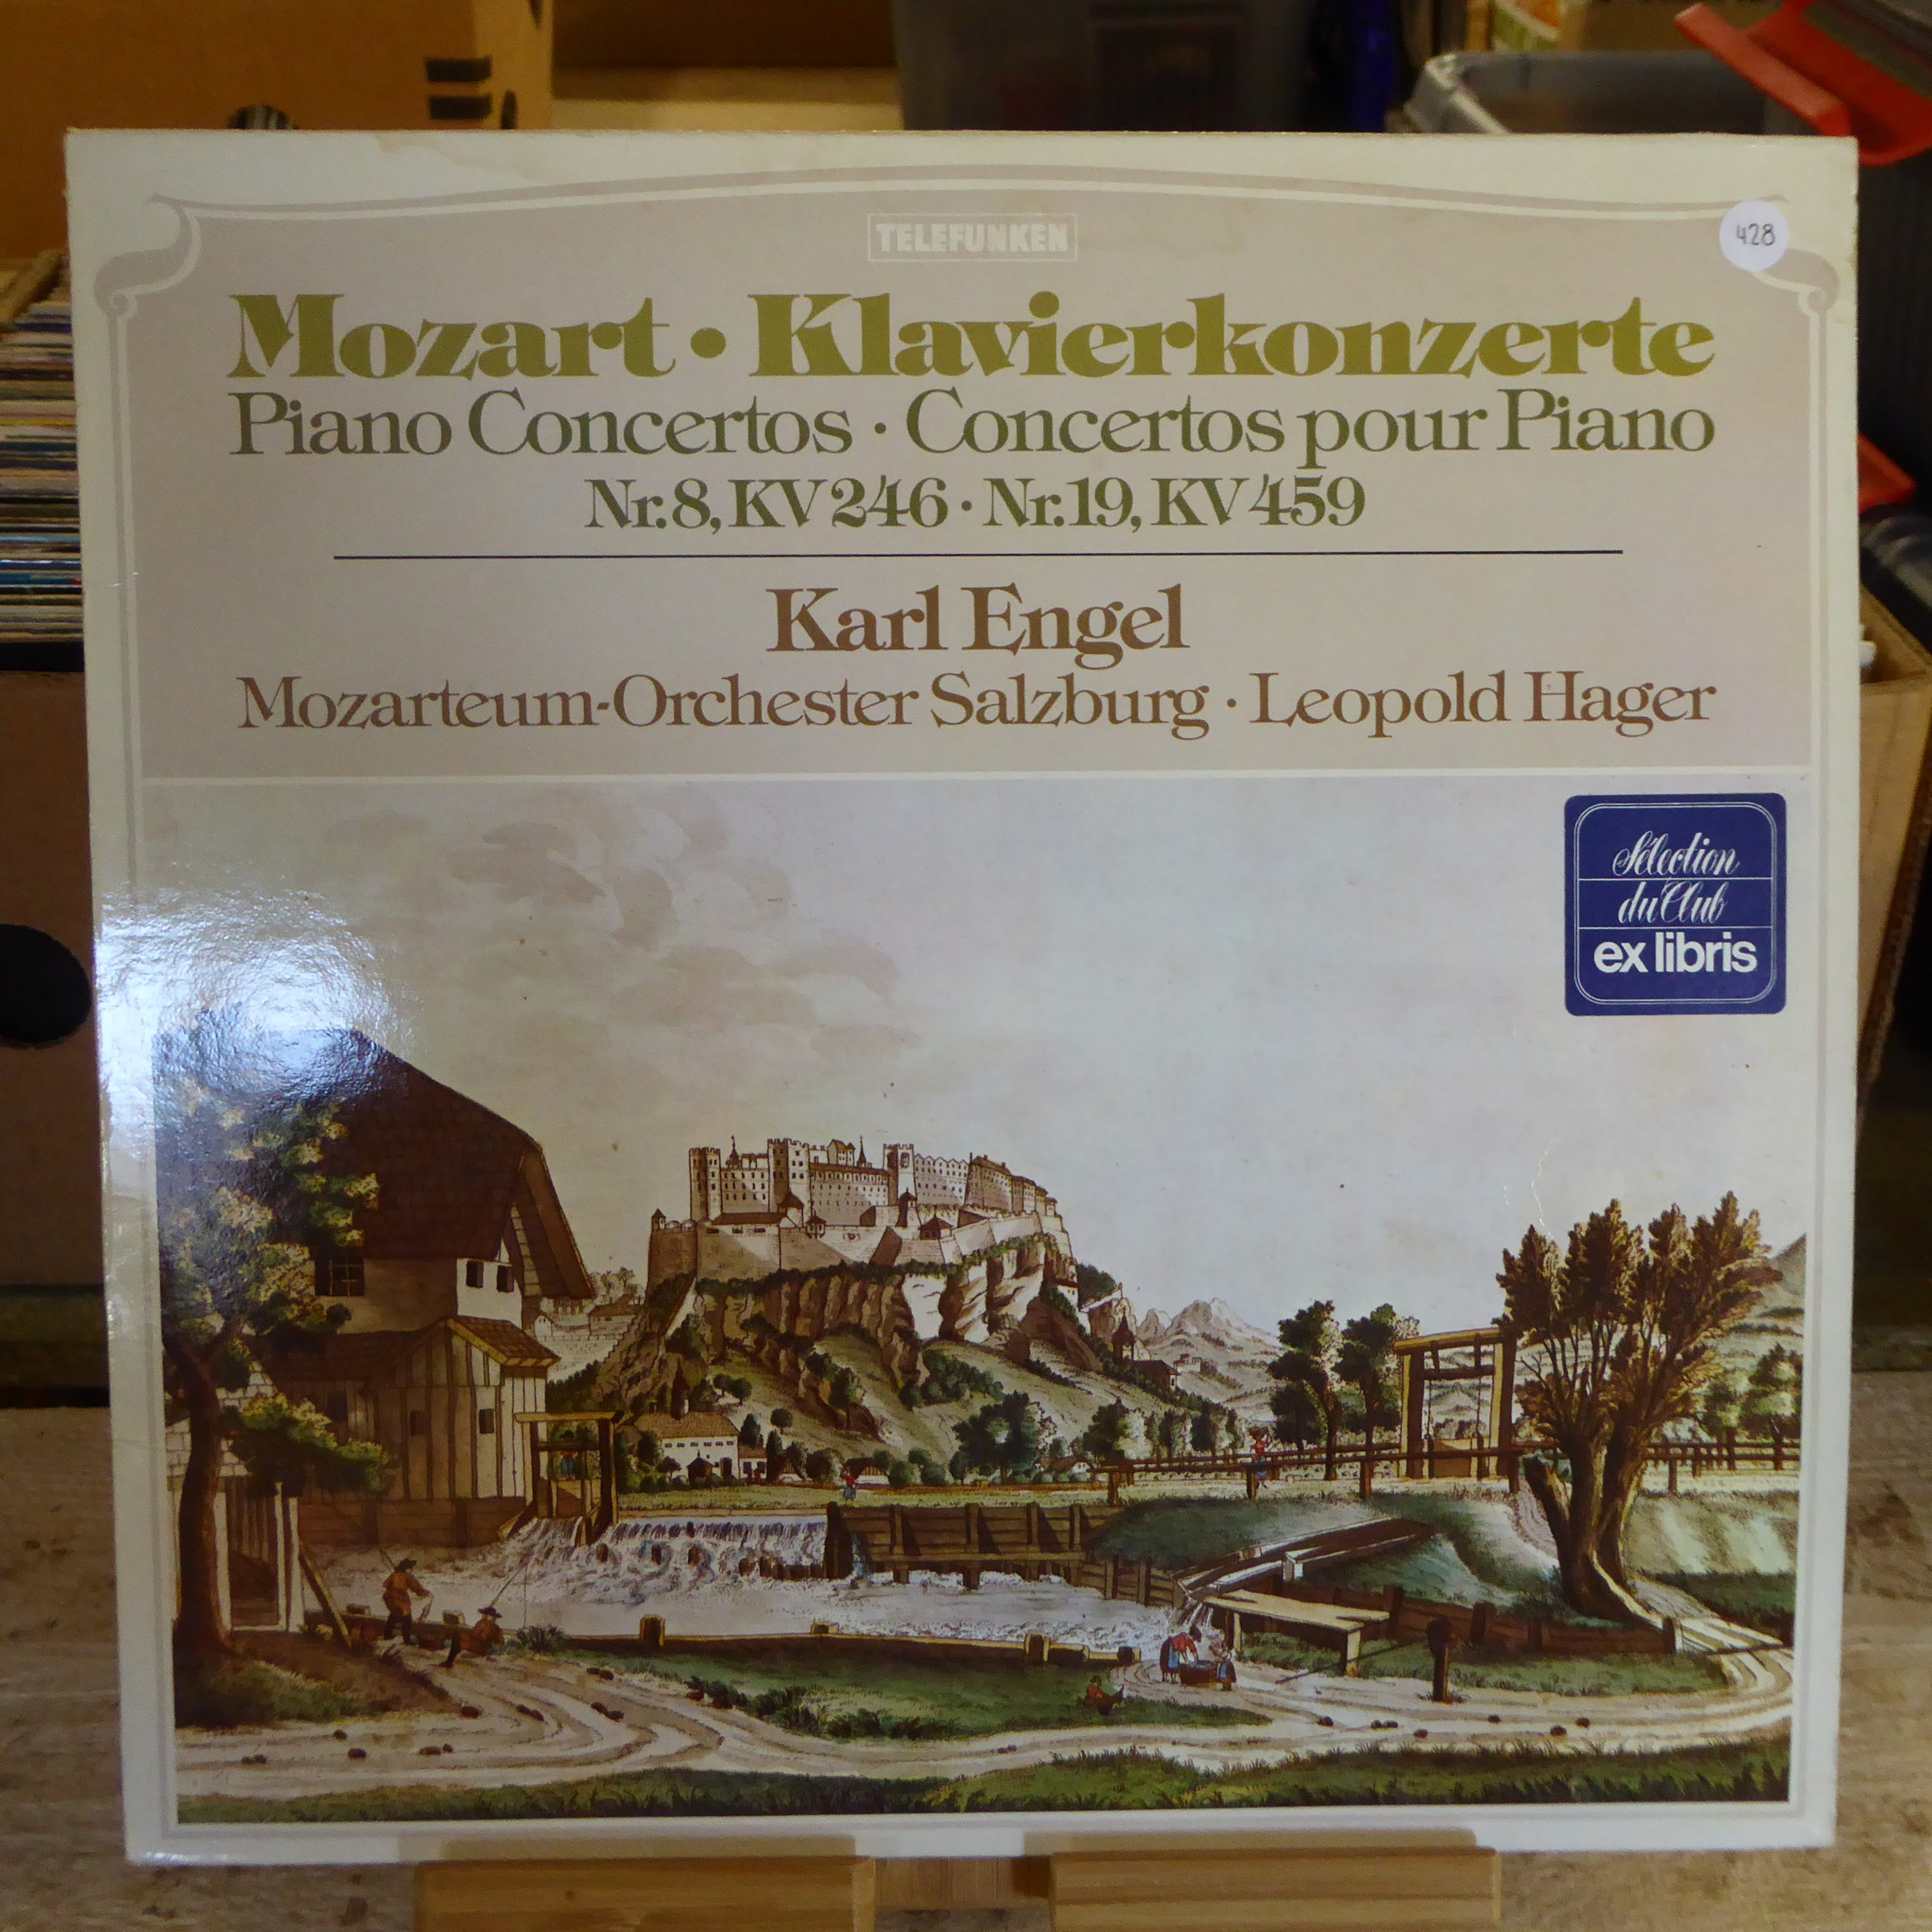 TELEFUNKEN
428
Mozart • Klavierkonzerte
Piano Concertos · Concertos pour Piano
Nr. 8, KV 246 · Nr. 19, KV 459
Karl Engel
Mozarteum-Orchester Salzburg · Leopold Hager
Sélection
du Club
ex libris